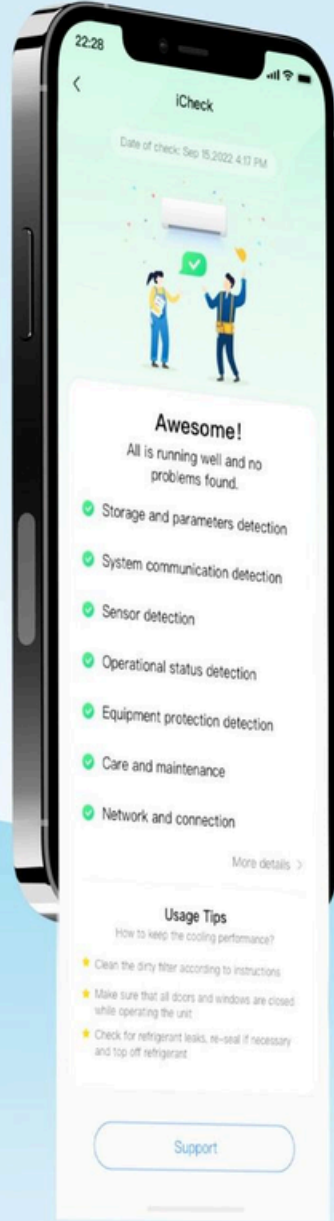 22:28
iCheck
Date of check: Sep 15,2022 4:17 PM
Awesome!
All is running well and no
problems found.
Storage and parameters detection
System communication detection
Sensor detection
Operational status detection
Equipment protection detection
Care and maintenance
Network and connection
More details >
Usage Tips
How to keep the cooling performance?
Clean the dirty filter according to instructions
Make sure that all doors and windows are closed
while operating the unit
Check for refrigerant leaks, re-seal if necessary
and top off refrigerant
Support